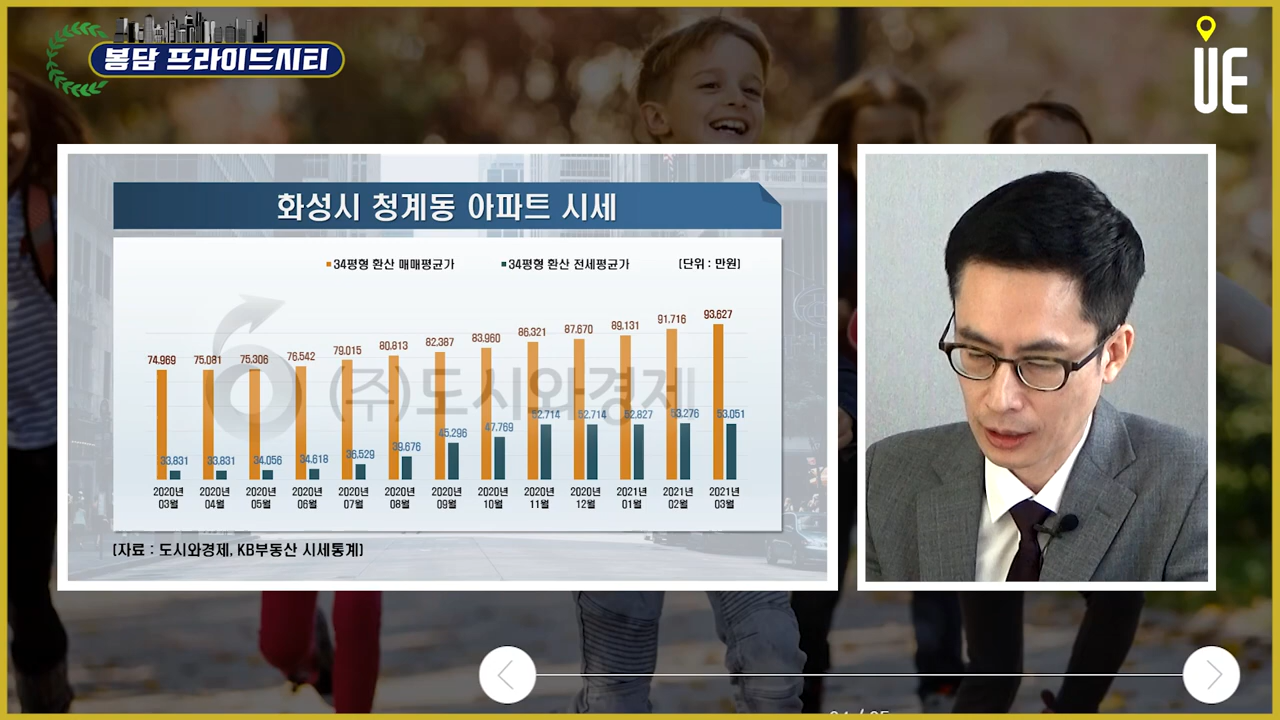 봉담 프라이드시티
UE
화성시 청계동 아파트 시세
34평형 환산 매매평균가 34평형 환산 전세평균가 [단위 : 만원]
74.969 75.081 75.306 76.542 79.015 80.813 82.387 83.960 86.321 87.670 89.131 91.716 93.627
(주)도시와경제
33.831 33.831 34.056 34.618 36.529 39.676 45.296 47.769 52.714 52.714 52.827 53.276 53.051
2020년 2020년 2020년 2020년 2020년 2020년 2020년 2020년 2020년 2020년 2021년 2021년 2021년
03월 04월 05월 06월 07월 08월 09월 10월 11월 12월 01월 02월 03월
[자료 : 도시와경제, KB부동산 시세통계]